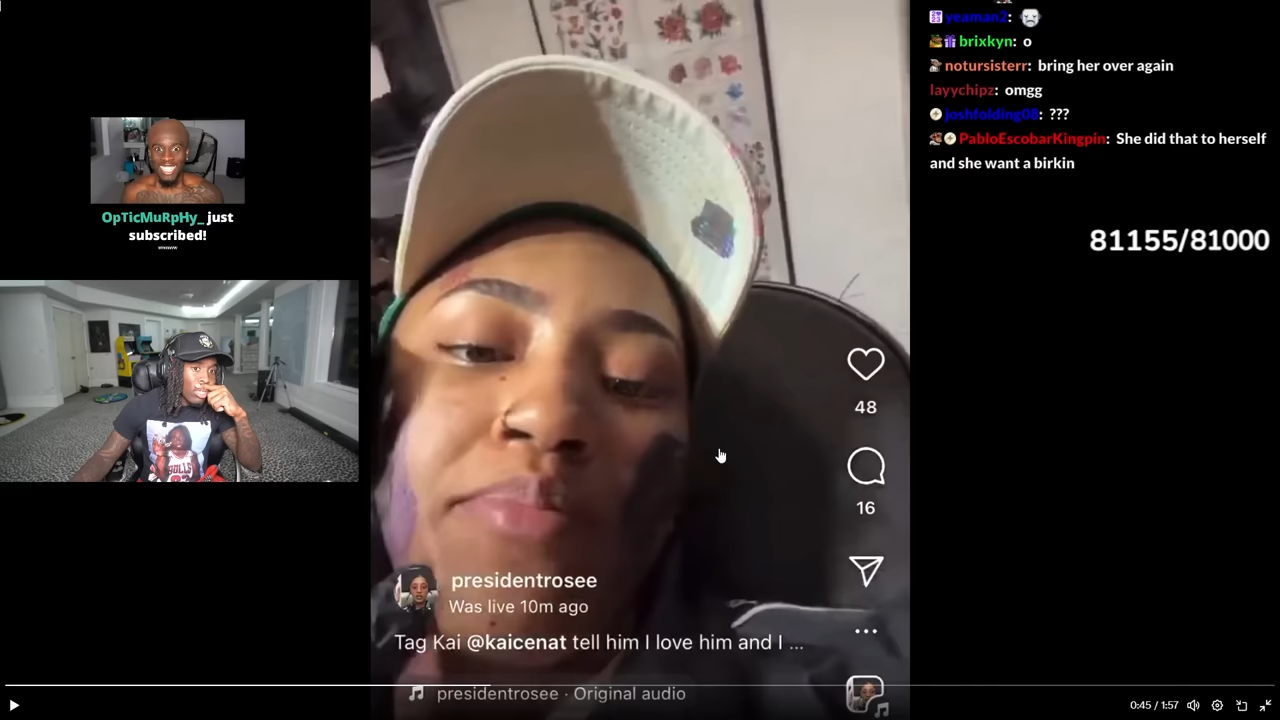 yeaman2:
brixkyn: o
notursisterr: bring her over again
layychipz: omgg
joshfolding08: ???
PabloEscobarKingpin: She did that to herself
and she want a birkin
OpTicMuRpHy_ just
subscribed!
81155/81000
BULLS
48
16
presidentrosee
Was live 10m ago
Tag Kai @kaicenat tell him I love him and I ...
presidentrosee · Original audio
0:45 / 1:57